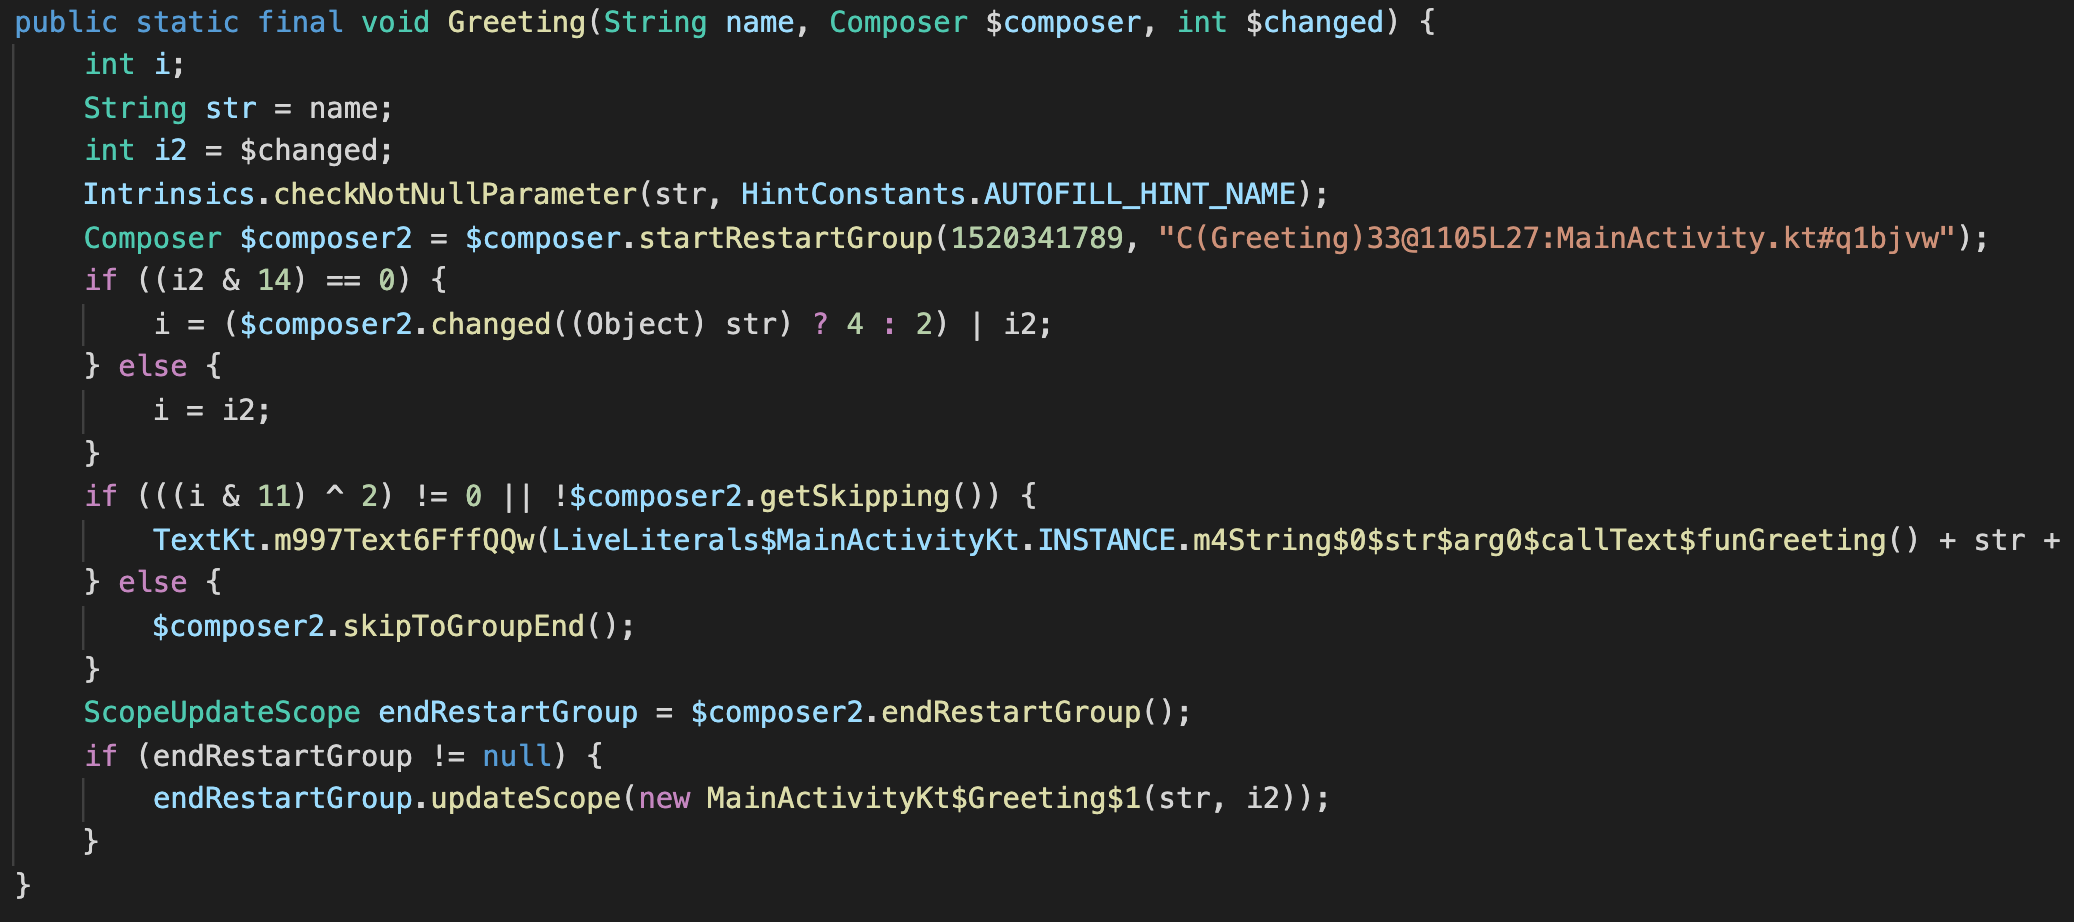 public static final void Greeting(String name, Composer $composer, int $changed) {
int i;
String str = name;
int i2 = $changed;
Intrinsics.checkNotNullParameter(str, HintConstants.AUTOFILL_HINT_NAME);
Composer $composer2 = $composer.startRestartGroup(1520341789, "C(Greeting)33@1105L27:MainActivity.kt#q1bjvw");
if ((i2 & 14) == 0) {
i = ($composer2.changed((Object) str) ? 4 : 2) | i2;
} else {
i = i2;
}
if (((i & 11) ^ 2) != 0 || !$composer2.getSkipping()) {
TextKt.m997Text6FffQQw(LiveLiterals$MainActivityKt.INSTANCE.m4String$0$str$arg0$callText$funGreeting() + str +
} else {
$composer2.skipToGroupEnd();
}
ScopeUpdateScope endRestartGroup = $composer2.endRestartGroup();
if (endRestartGroup != null) {
endRestartGroup.updateScope(new MainActivityKt$Greeting$1(str, i2));
}
}